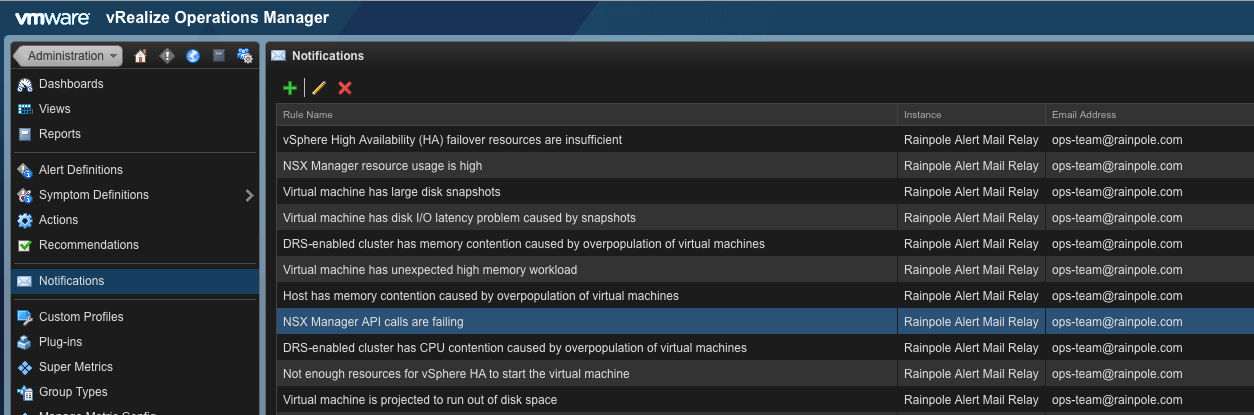 vmware vRealize Operations Manager
Administration
Dashboards
Views
Reports
Alert Definitions
Symptom Definitions
Actions
Recommendations
Notifications
Custom Profiles
Plug-ins
Super Metrics
Group Types
Manage Metric Config
Notifications
Rule Name Instance Email Address
vSphere High Availability (HA) failover resources are insufficient Rainpole Alert Mail Relay ops-team@rainpole.com
NSX Manager resource usage is high Rainpole Alert Mail Relay ops-team@rainpole.com
Virtual machine has large disk snapshots Rainpole Alert Mail Relay ops-team@rainpole.com
Virtual machine has disk I/O latency problem caused by snapshots Rainpole Alert Mail Relay ops-team@rainpole.com
DRS-enabled cluster has memory contention caused by overpopulation of virtual machines Rainpole Alert Mail Relay ops-team@rainpole.com
Virtual machine has unexpected high memory workload Rainpole Alert Mail Relay ops-team@rainpole.com
Host has memory contention caused by overpopulation of virtual machines Rainpole Alert Mail Relay ops-team@rainpole.com
NSX Manager API calls are failing Rainpole Alert Mail Relay ops-team@rainpole.com
DRS-enabled cluster has CPU contention caused by overpopulation of virtual machines Rainpole Alert Mail Relay ops-team@rainpole.com
Not enough resources for vSphere HA to start the virtual machine Rainpole Alert Mail Relay ops-team@rainpole.com
Virtual machine is projected to run out of disk space Rainpole Alert Mail Relay ops-team@rainpole.com